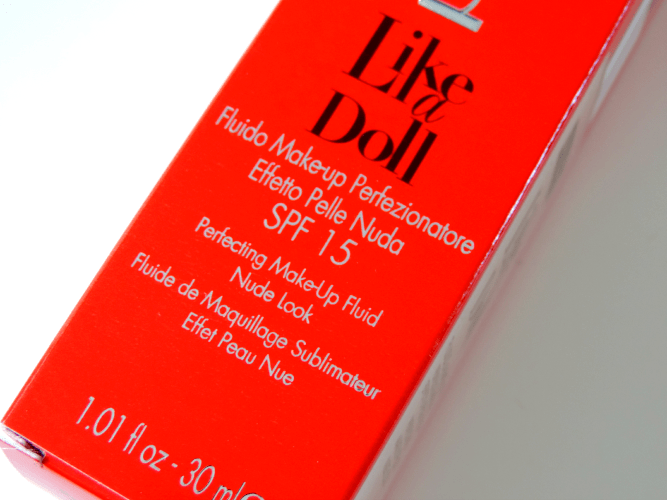 Like
a
Doll
Fluido Make-up Perfezionatore
Effetto Pelle Nuda
SPF 15
Perfecting Make-Up Fluid
Nude Look
Fluide de Maquillage Sublimateur
Effet Peau Nue
1.01 fl oz - 30 ml